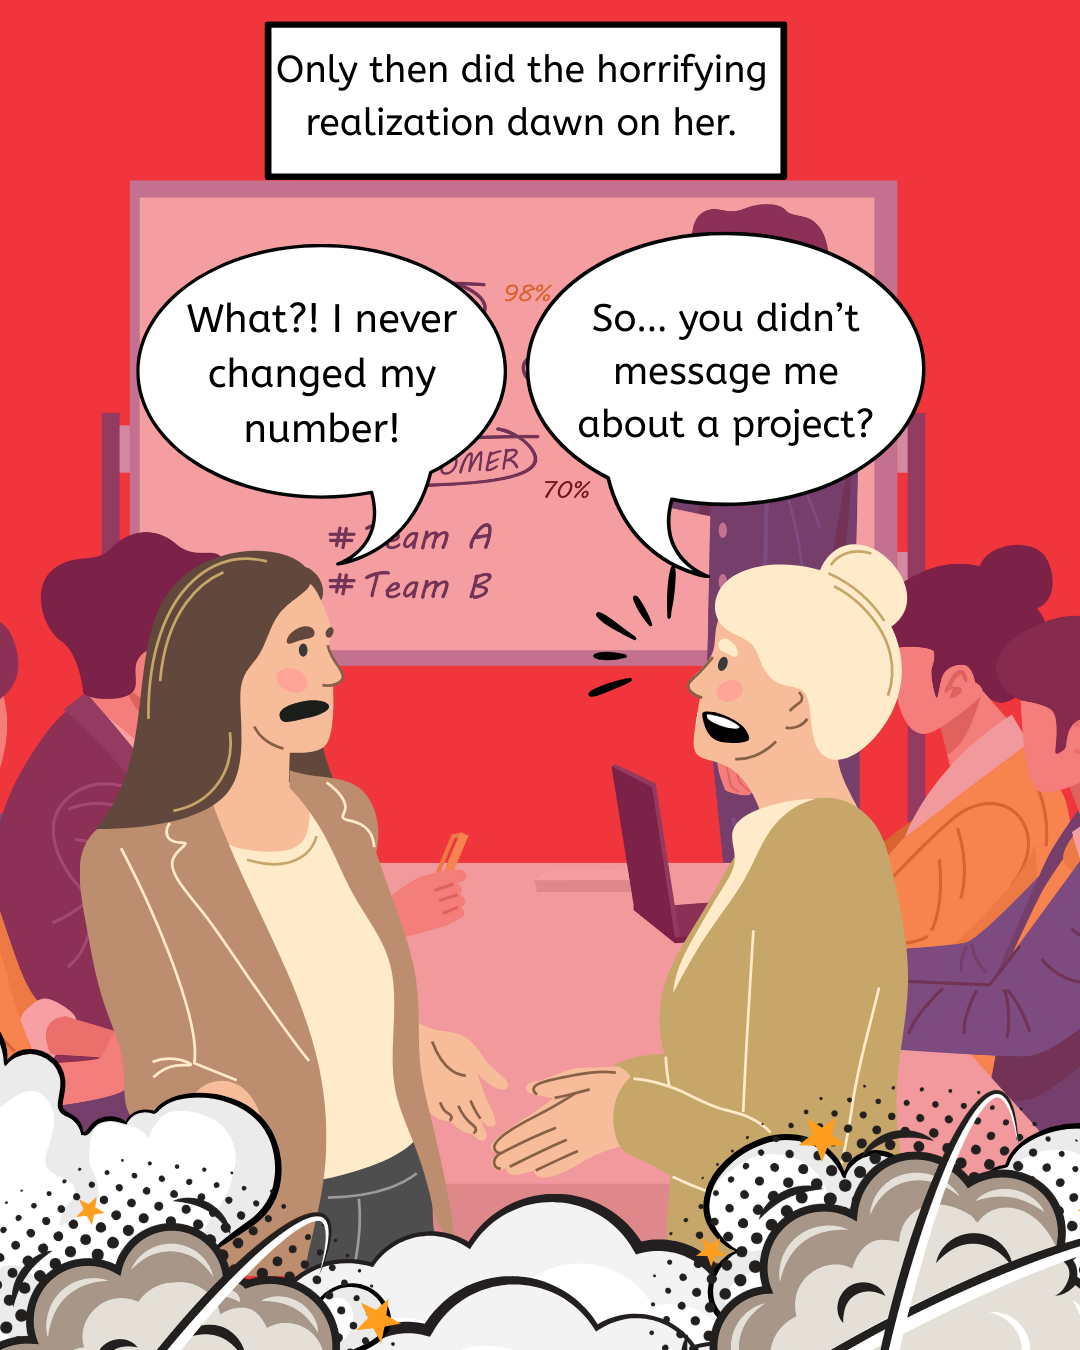 Only then did the horrifying
realization dawn on her.
What?! I never
changed my
number!
So... you didn't
message me
about a project?
98%
70%
# Team A
# Team B